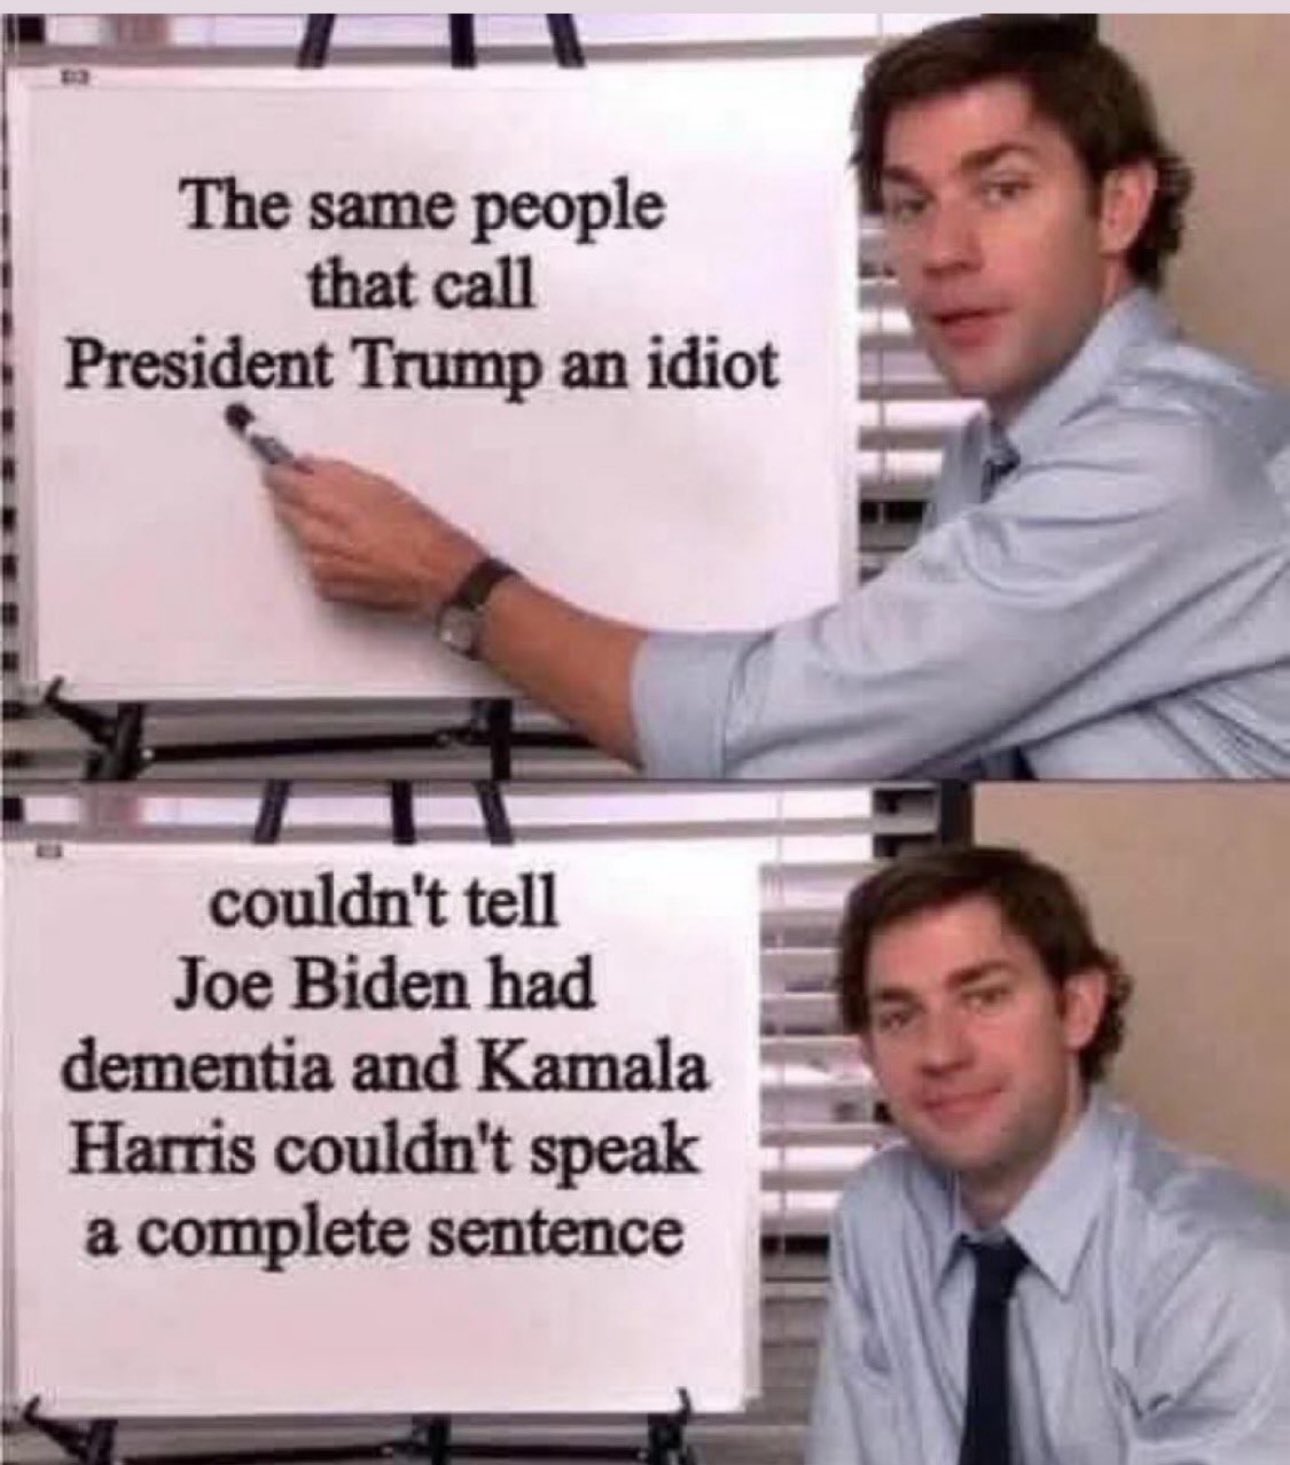 The same people
that call
President Trump an idiot
couldn't tell
Joe Biden had
dementia and Kamala
Harris couldn't speak
a complete sentence